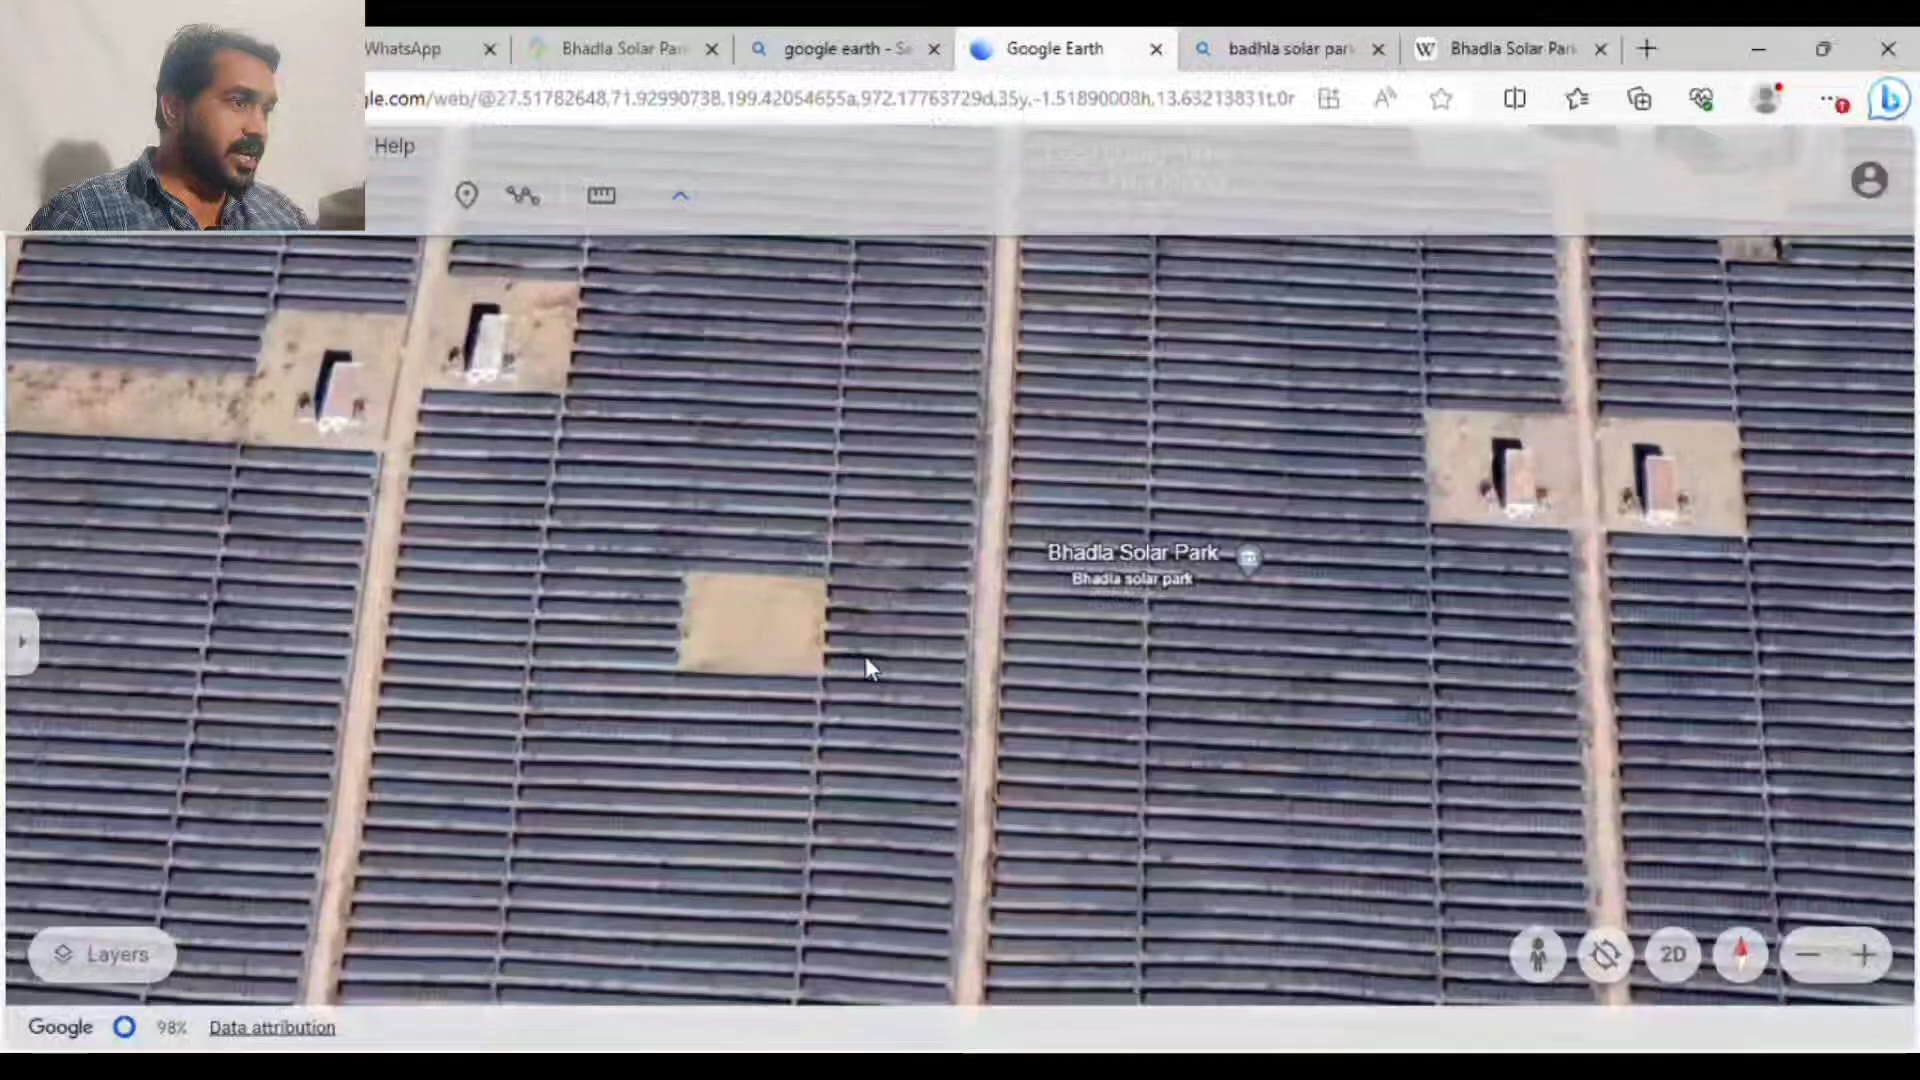 WhatsApp
Bhadla Solar Par
google earth - Se
Google Earth
badhla solar par
Bhadla Solar Park
gle.com/web/@27.51782648,71.92990738,199.42054655a,972.17763729d,35y,-1.51890008h,13.63213831t,0r
Help
Bhadla Solar Park
Bhadla solar park
Layers
2D
Google
98%
Data attribution